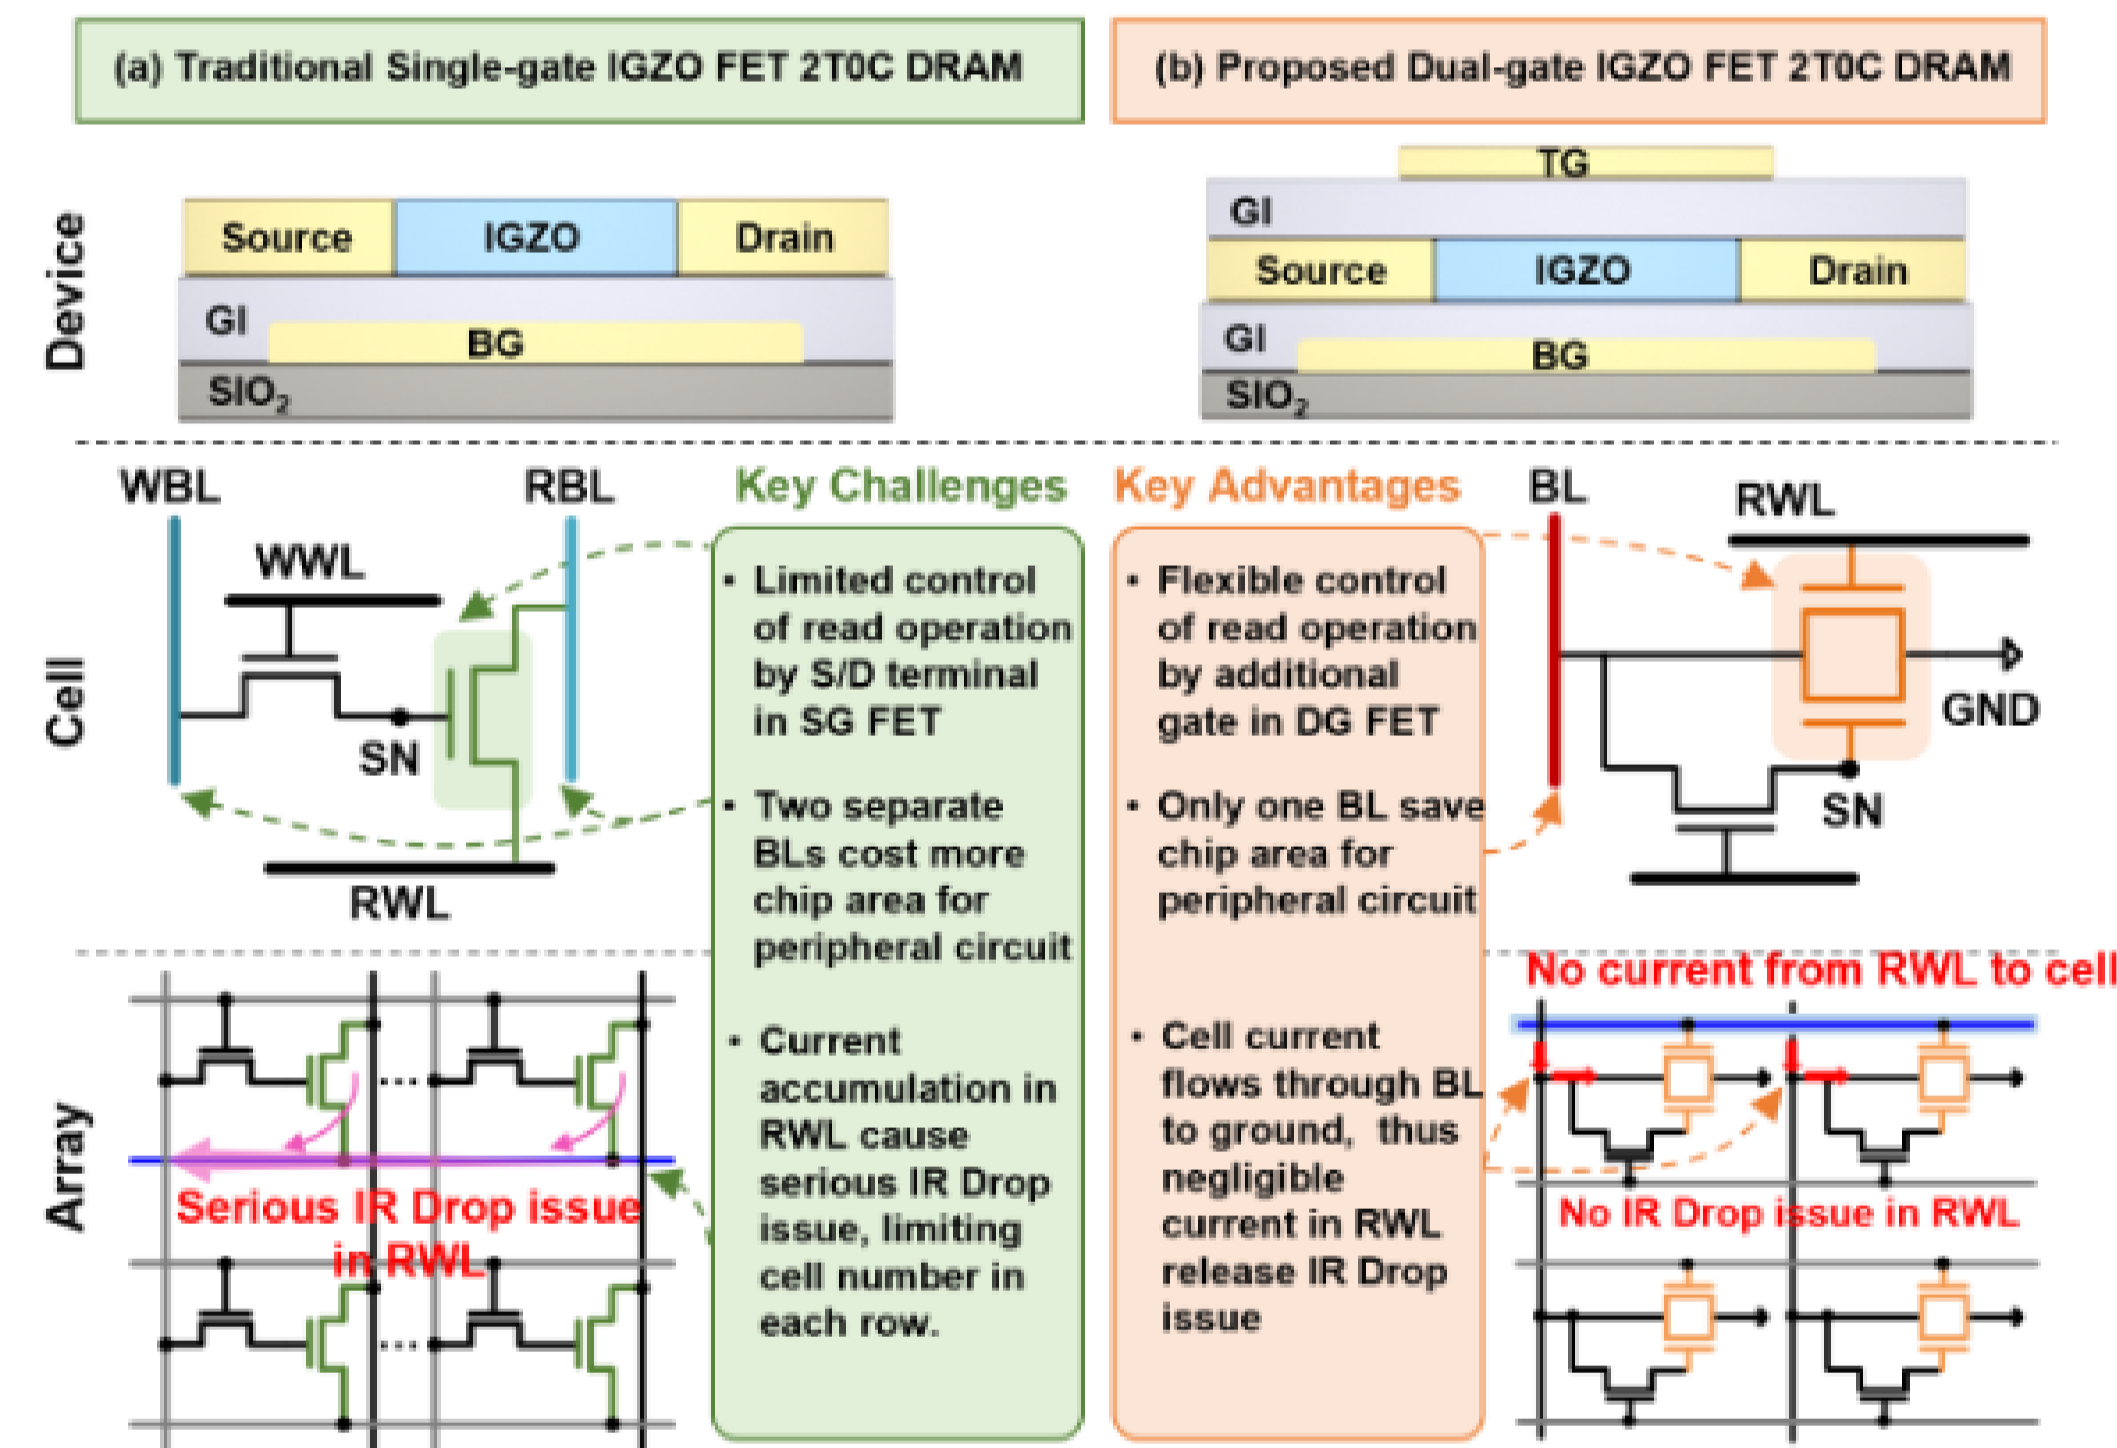 (a) Traditional Single-gate IGZO FET 2T0C DRAM
(b) Proposed Dual-gate IGZO FET 2T0C DRAM
Device
Source
IGZO
Drain
GI
BG
SIO2
TG
GI
Source
IGZO
Drain
GI
BG
SIO2
Cell
WBL
RBL
WWL
SN
RWL
Key Challenges
• Limited control
of read operation
by S/D terminal
in SG FET
• Two separate
BLs cost more
chip area for
peripheral circuit
• Current
accumulation in
RWL cause
serious IR Drop
issue, limiting
cell number in
each row.
Key Advantages
• Flexible control
of read operation
by additional
gate in DG FET
• Only one BL save
chip area for
peripheral circuit
• Cell current
flows through BL
to ground, thus
negligible
current in RWL
release IR Drop
issue
BL
RWL
GND
SN
Array
Serious IR Drop issue
in RWL
No current from RWL to cell
No IR Drop issue in RWL